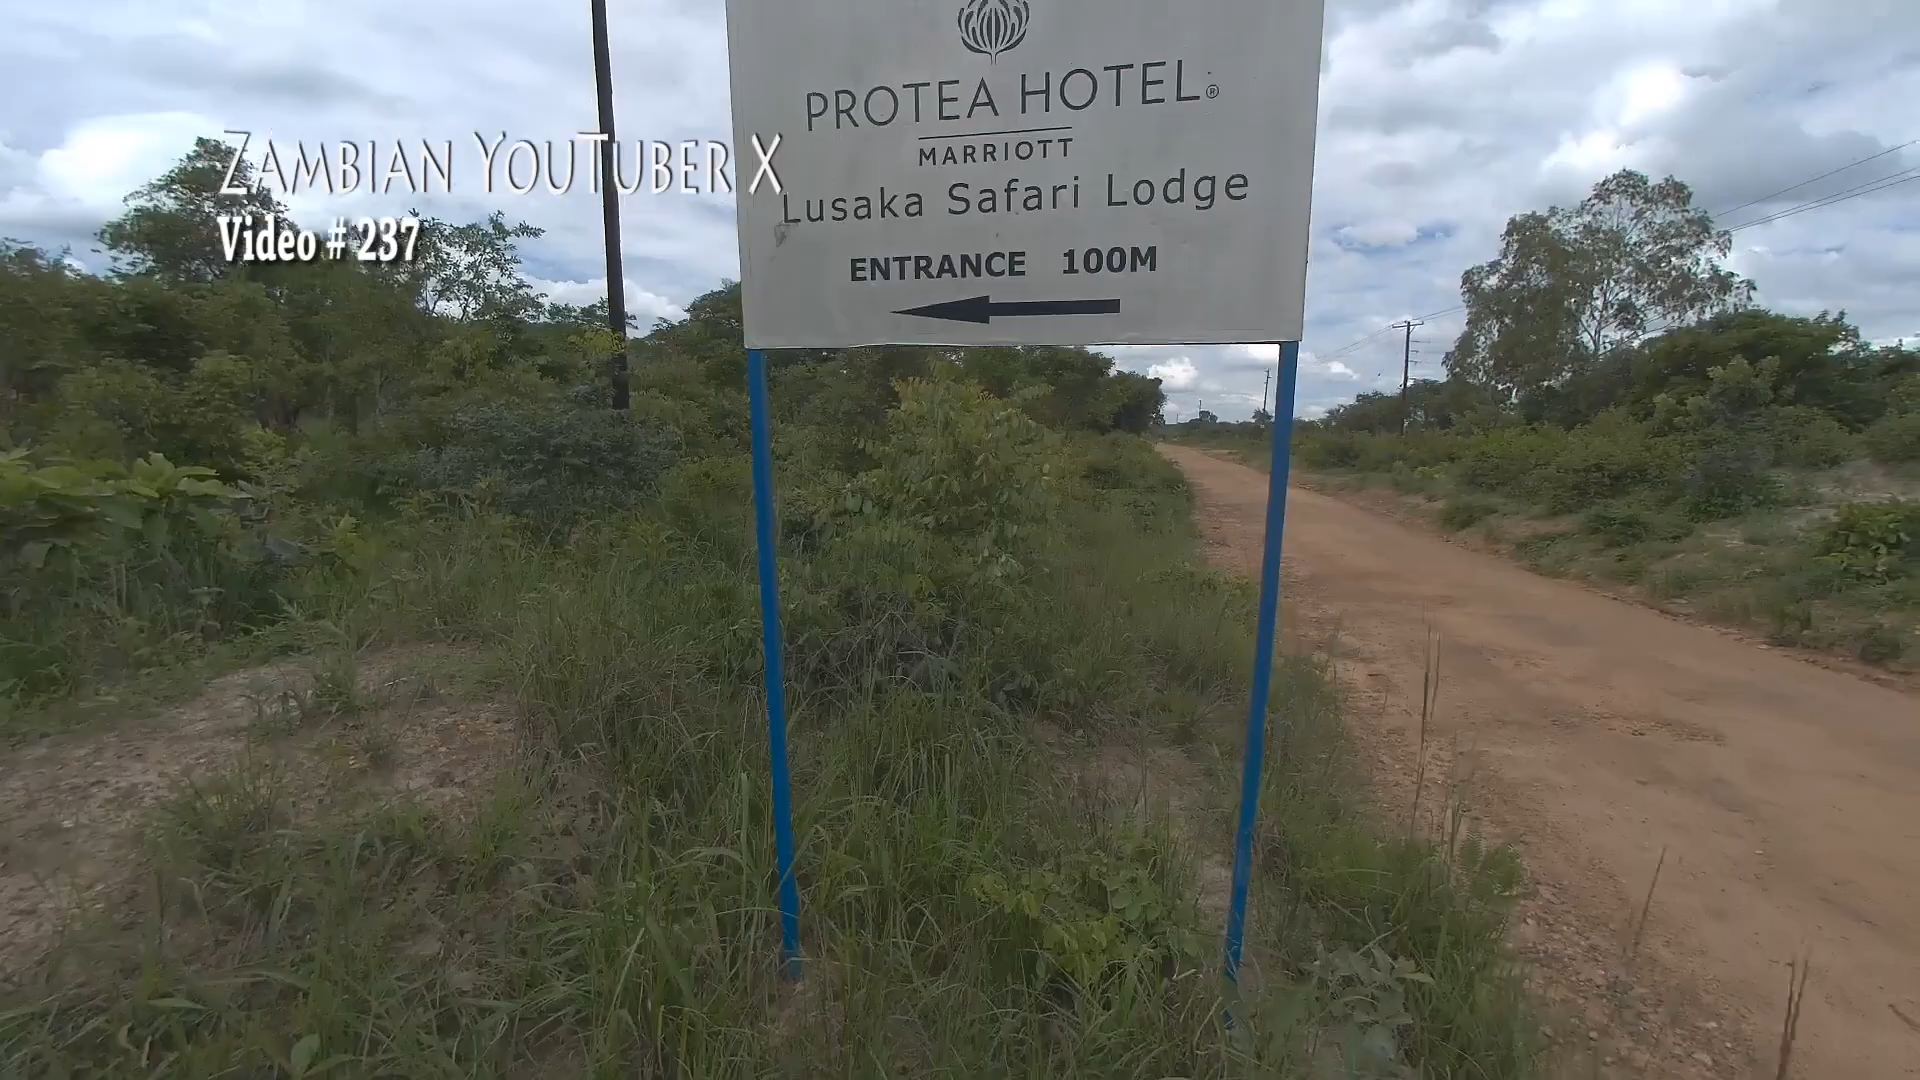 ZAMBIAN YOUTUBER X
Video # 237
PROTEA HOTEL®
MARRIOTT
Lusaka Safari Lodge
ENTRANCE 100M